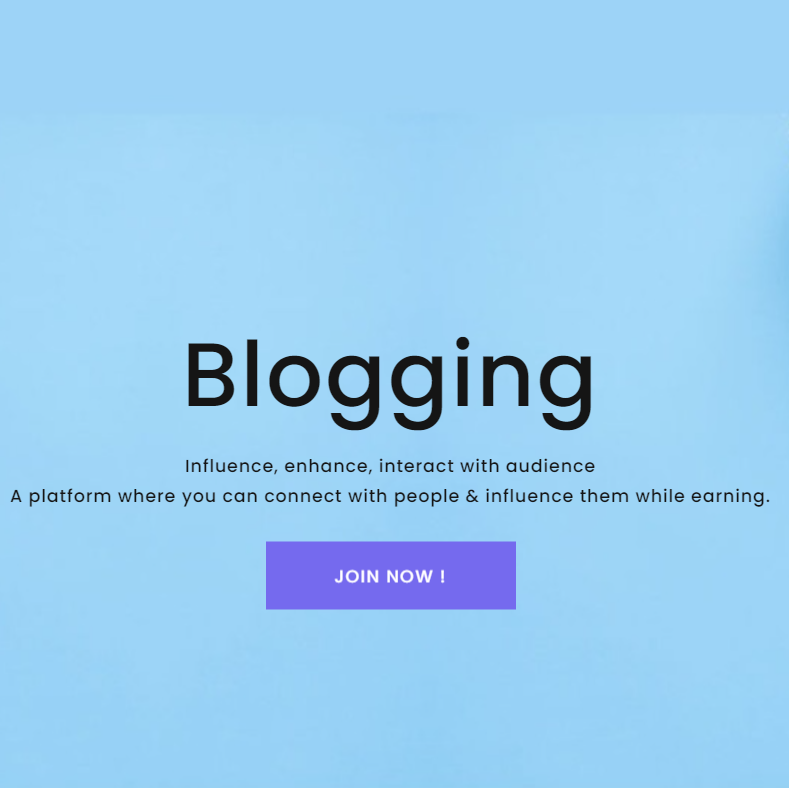 Blogging
Influence, enhance, interact with audience
A platform where you can connect with people & influence them while earning.
JOIN NOW !